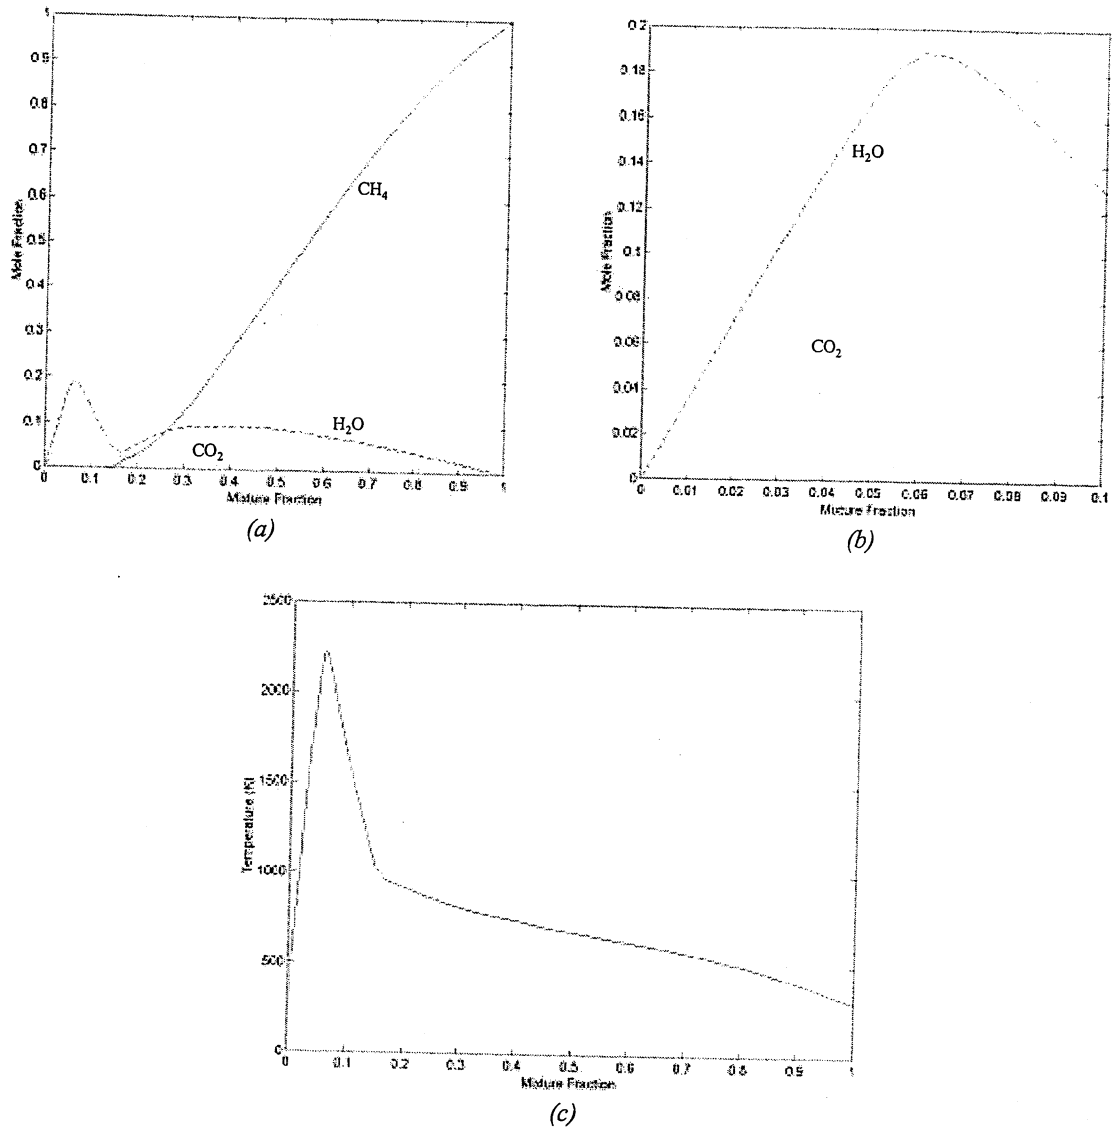 1
0.9
0.8
0.7
0.6
0.5
0.4
0.3
0.2
0.1
0
Mole Fraction
CH4
H2O
CO2
0 0.1 0.2 0.3 0.4 0.5 0.6 0.7 0.8 0.9 1
Mixture Fraction
(a)
0.2
0.18
0.16
0.14
0.12
0.1
0.08
0.06
0.04
0.02
0
Mole Fraction
H2O
CO2
0 0.01 0.02 0.03 0.04 0.05 0.06 0.07 0.08 0.09 0.1
Mixture Fraction
(b)
2500
2000
1500
1000
500
0
Temperature (K)
0 0.1 0.2 0.3 0.4 0.5 0.6 0.7 0.8 0.9 1
Mixture Fraction
(c)